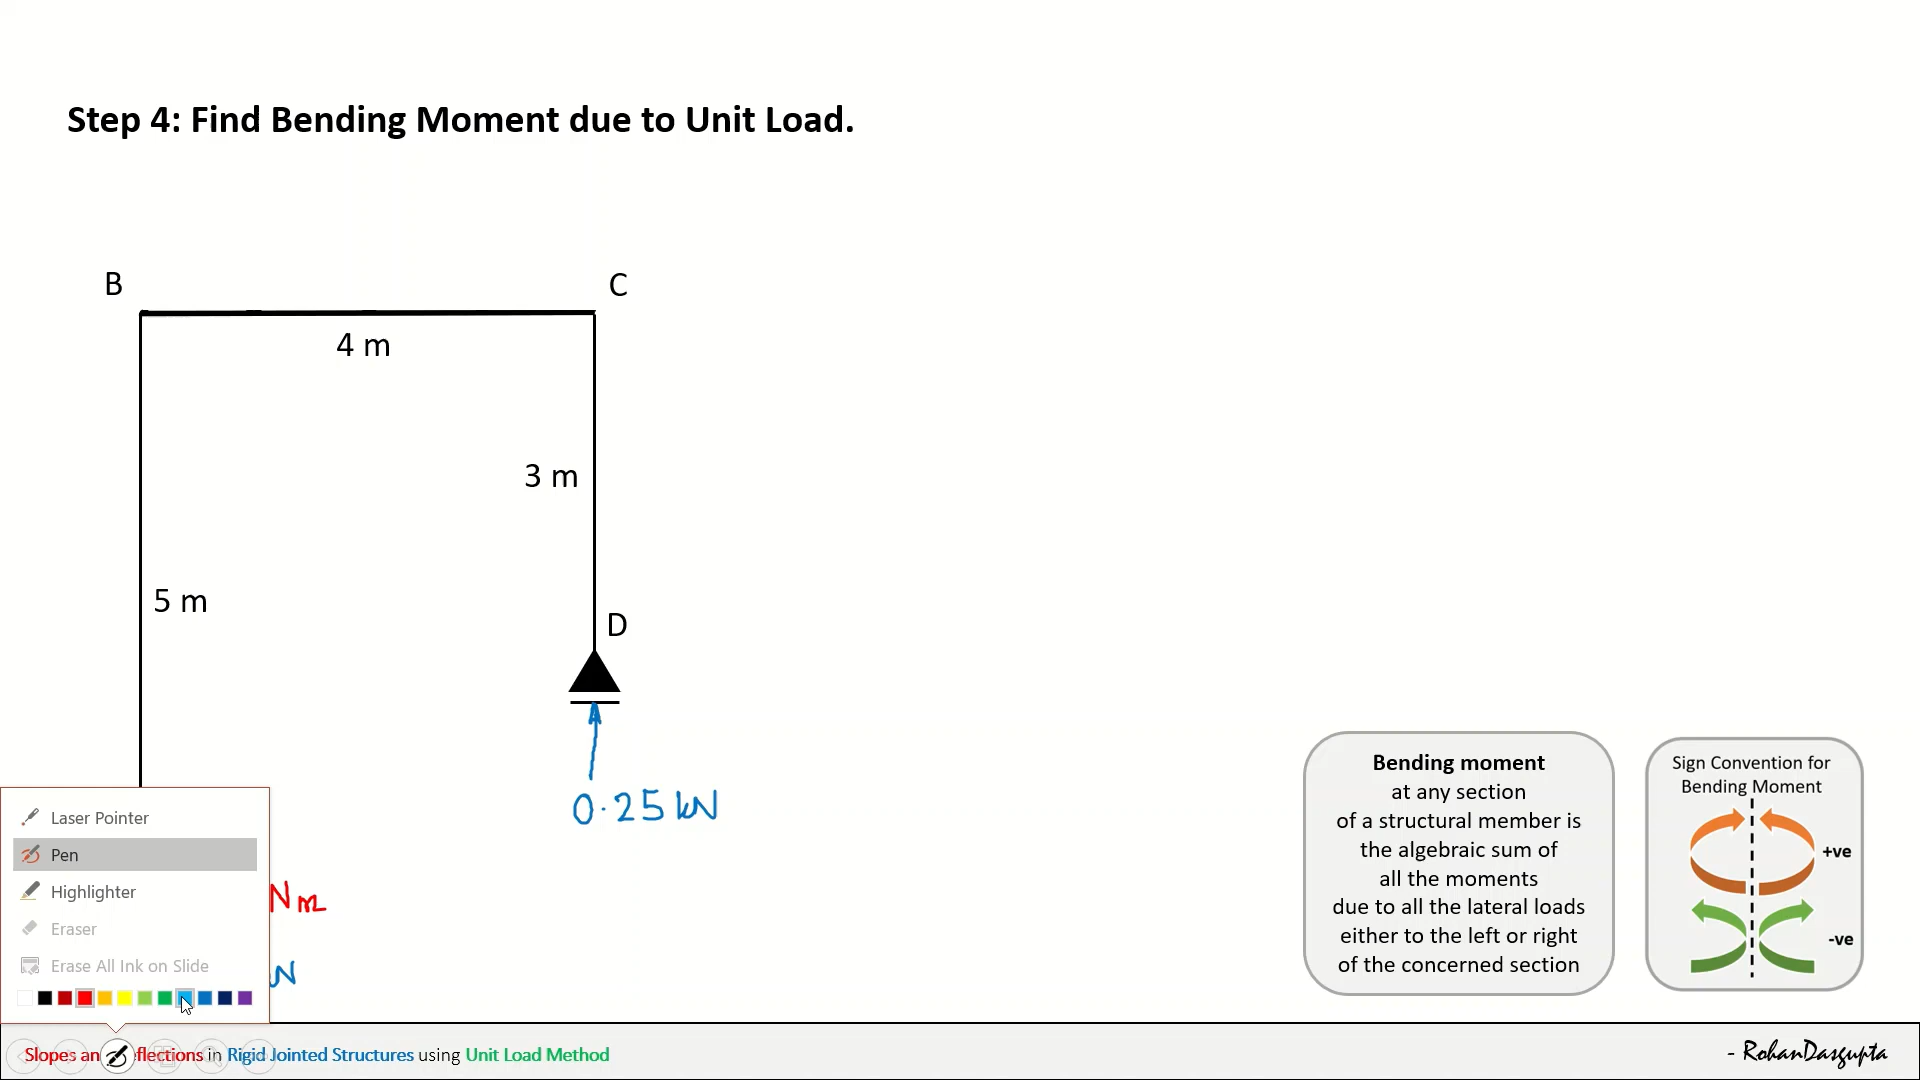 Step 4: Find Bending Moment due to Unit Load.
B
C
4 m
3 m
5 m
D
0.25 kN
Nm
N
Laser Pointer
Pen
Highlighter
Eraser
Erase All Ink on Slide
Bending moment
at any section
of a structural member is
the algebraic sum of
all the moments
due to all the lateral loads
either to the left or right
of the concerned section
Sign Convention for
Bending Moment
+ve
-ve
Slopes an flections in Rigid Jointed Structures using Unit Load Method
- RohanDasgupta